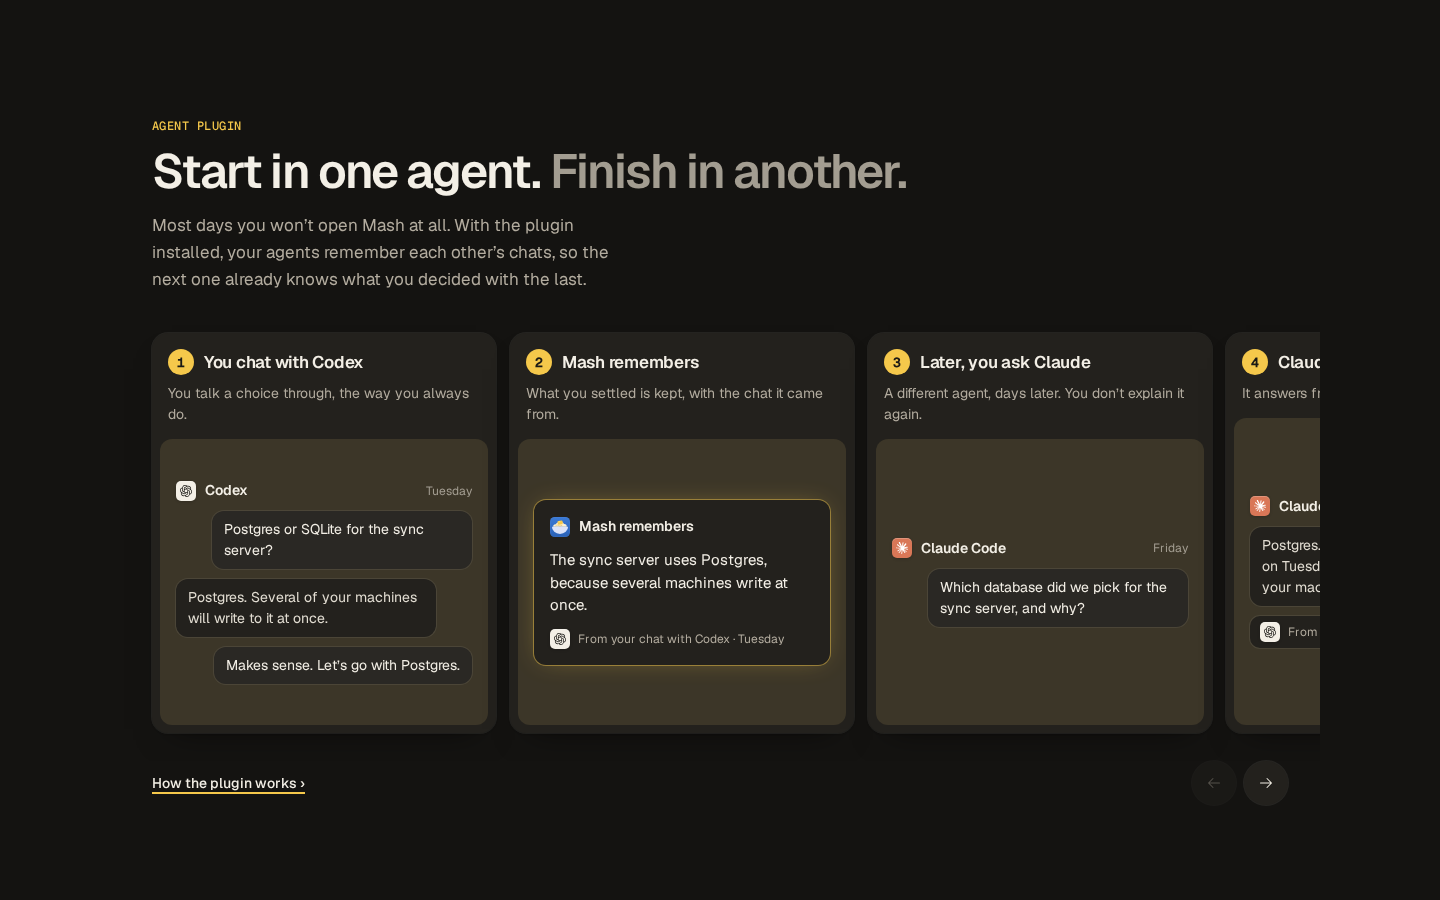 AGENT PLUGIN
Start in one agent. Finish in another.
Most days you won’t open Mash at all. With the plugin
installed, your agents remember each other’s chats, so the
next one already knows what you decided with the last.
1 You chat with Codex
You talk a choice through, the way you always
do.
Codex Tuesday
Postgres or SQLite for the sync
server?
Postgres. Several of your machines
will write to it at once.
Makes sense. Let's go with Postgres.
2 Mash remembers
What you settled is kept, with the chat it came
from.
Mash remembers
The sync server uses Postgres,
because several machines write at
once.
From your chat with Codex · Tuesday
3 Later, you ask Claude
A different agent, days later. You don’t explain it
again.
Claude Code Friday
Which database did we pick for the
sync server, and why?
4
It answers
Postgres.
on
your
From
How the plugin works ›
← →